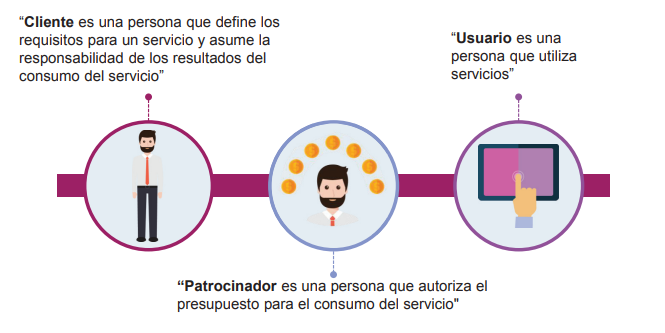 “Cliente es una persona que define los
requisitos para un servicio y asume la
responsabilidad de los resultados del
consumo del servicio”
“Usuario es una
persona que utiliza
servicios”
“Patrocinador es una persona que autoriza el
presupuesto para el consumo del servicio"